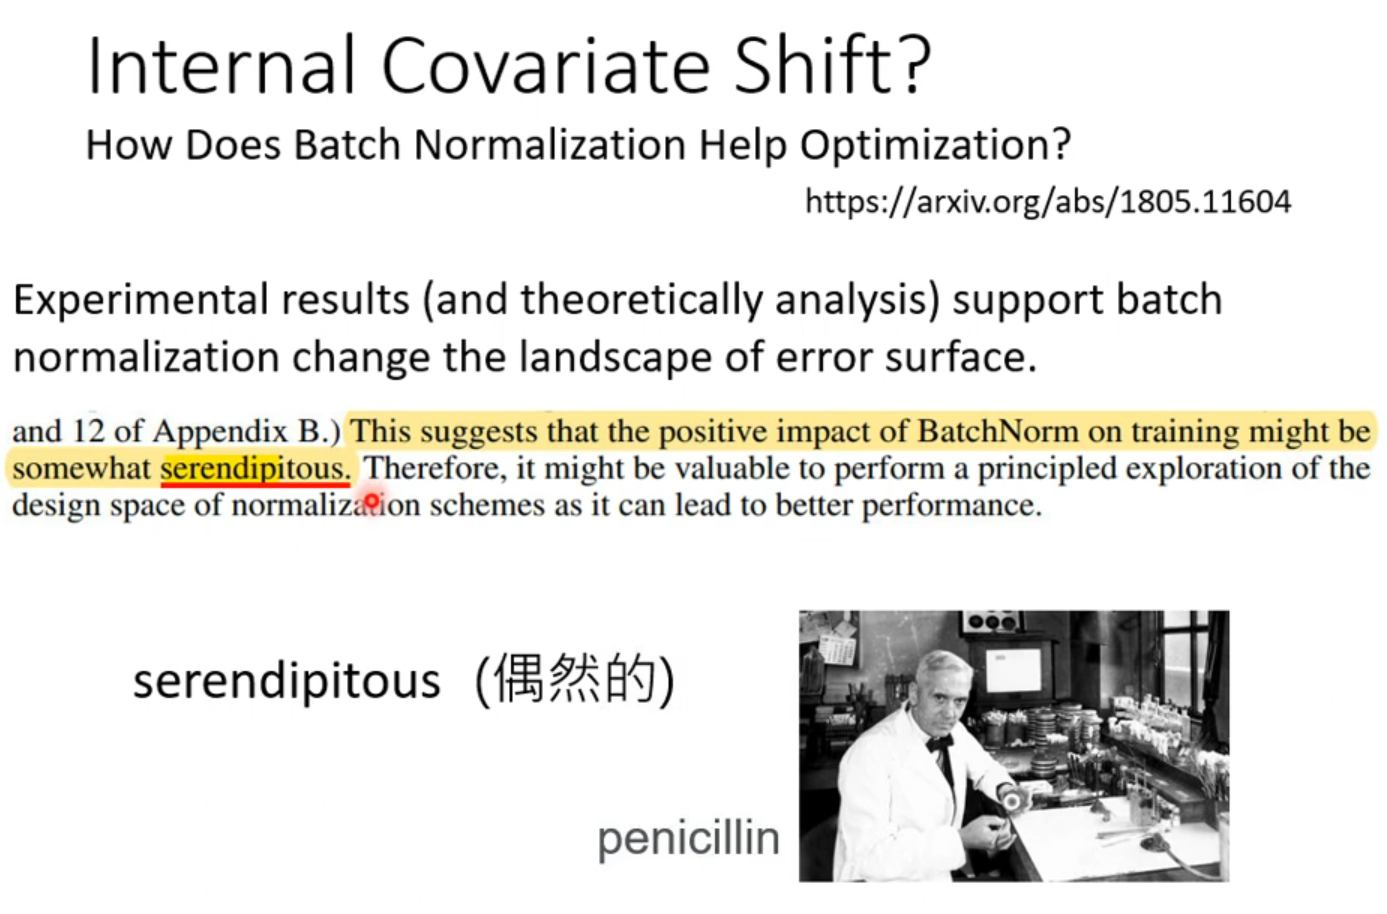 Internal Covariate Shift?
How Does Batch Normalization Help Optimization?
https://arxiv.org/abs/1805.11604
Experimental results (and theoretically analysis) support batch
normalization change the landscape of error surface.
and 12 of Appendix B.) This suggests that the positive impact of BatchNorm on training might be
somewhat serendipitous. Therefore, it might be valuable to perform a principled exploration of the
design space of normalization schemes as it can lead to better performance.
serendipitous (偶然的)
penicillin